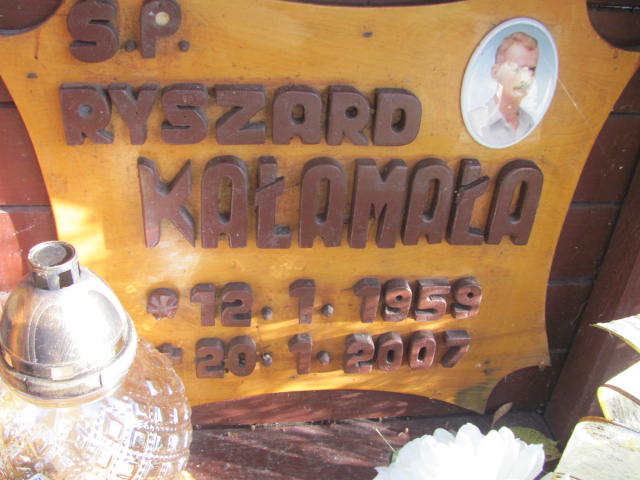 Ś.P.
RYSZARD
KAŁAMAŁA
* 12.1.1959
20.1.2007